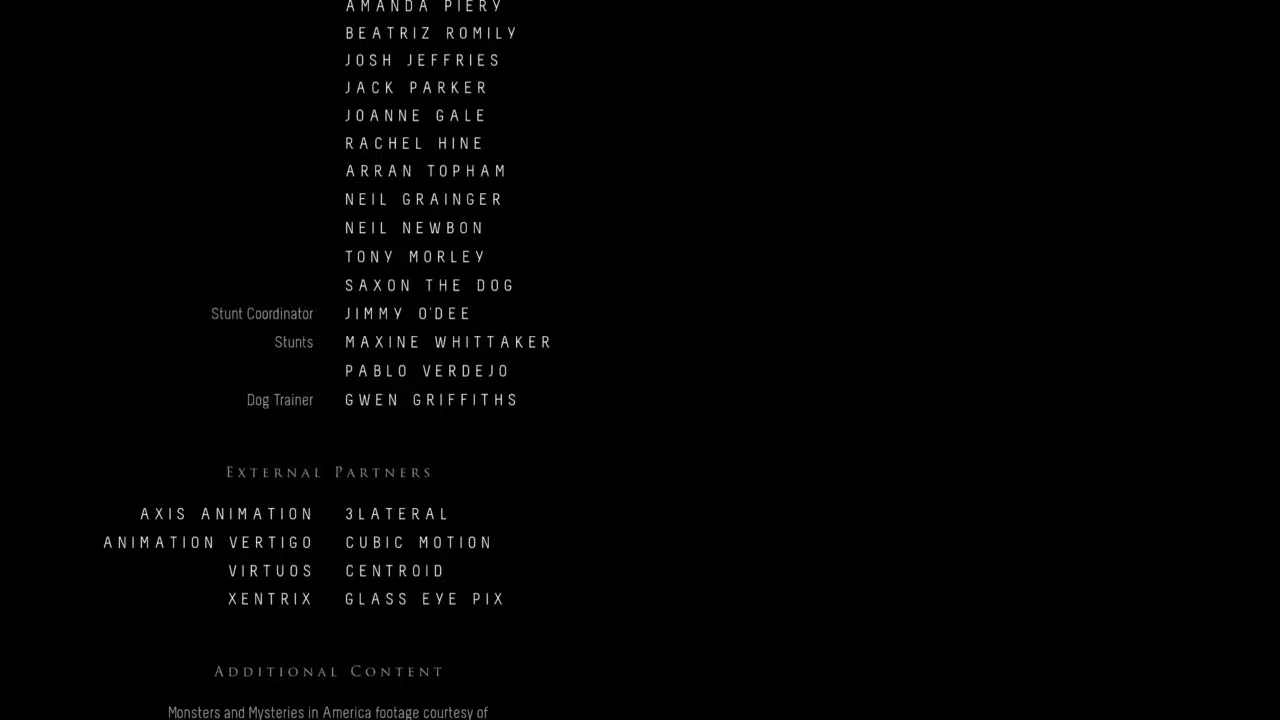 AMANDA PIERY
BEATRIZ ROMILY
JOSH JEFFRIES
JACK PARKER
JOANNE GALE
RACHEL HINE
ARRAN TOPHAM
NEIL GRAINGER
NEIL NEWBON
TONY MORLEY
SAXON THE DOG
Stunt Coordinator JIMMY O'DEE
Stunts MAXINE WHITTAKER
PABLO VERDEJO
Dog Trainer GWEN GRIFFITHS
EXTERNAL PARTNERS
AXIS ANIMATION 3LATERAL
ANIMATION VERTIGO CUBIC MOTION
VIRTUOS CENTROID
XENTRIX GLASS EYE PIX
ADDITIONAL CONTENT
Monsters and Mysteries in America footage courtesy of